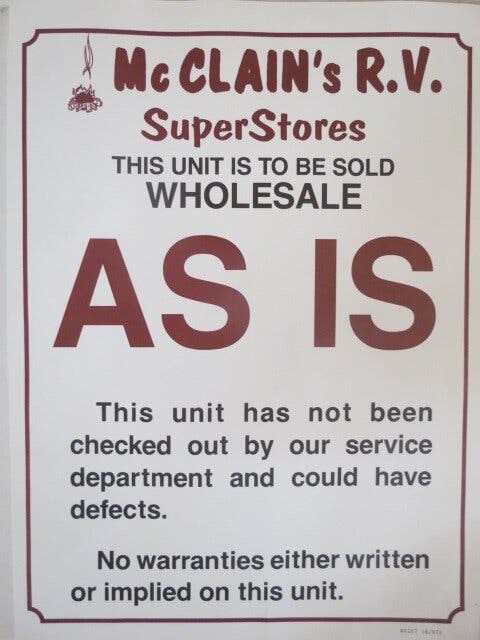 McCLAIN's R.V.
SuperStores
THIS UNIT IS TO BE SOLD
WHOLESALE
AS IS
This unit has not been
checked out by our service
department and could have
defects.
No warranties either written
or implied on this unit.